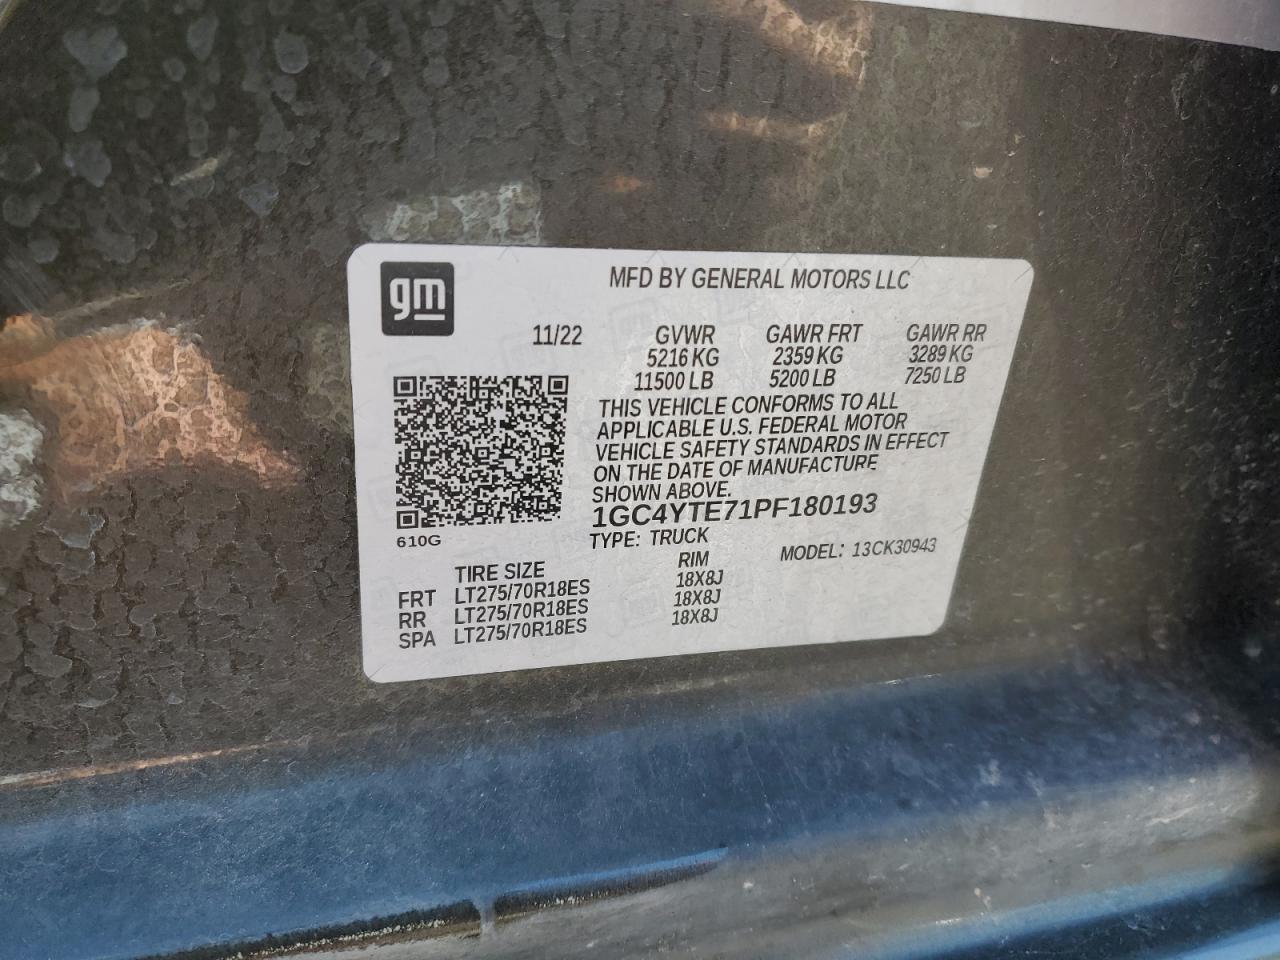 gm
MFD BY GENERAL MOTORS LLC
11/22 GVWR GAWR FRT GAWR RR
5216 KG 2359 KG 3289 KG
11500 LB 5200 LB 7250 LB
THIS VEHICLE CONFORMS TO ALL
APPLICABLE U.S. FEDERAL MOTOR
VEHICLE SAFETY STANDARDS IN EFFECT
ON THE DATE OF MANUFACTURE
SHOWN ABOVE.
1GC4YTE71PF180193
610G
TYPE: TRUCK MODEL: 13CK30943
TIRE SIZE RIM
FRT LT275/70R18ES 18X8J
RR LT275/70R18ES 18X8J
SPA LT275/70R18ES 18X8J